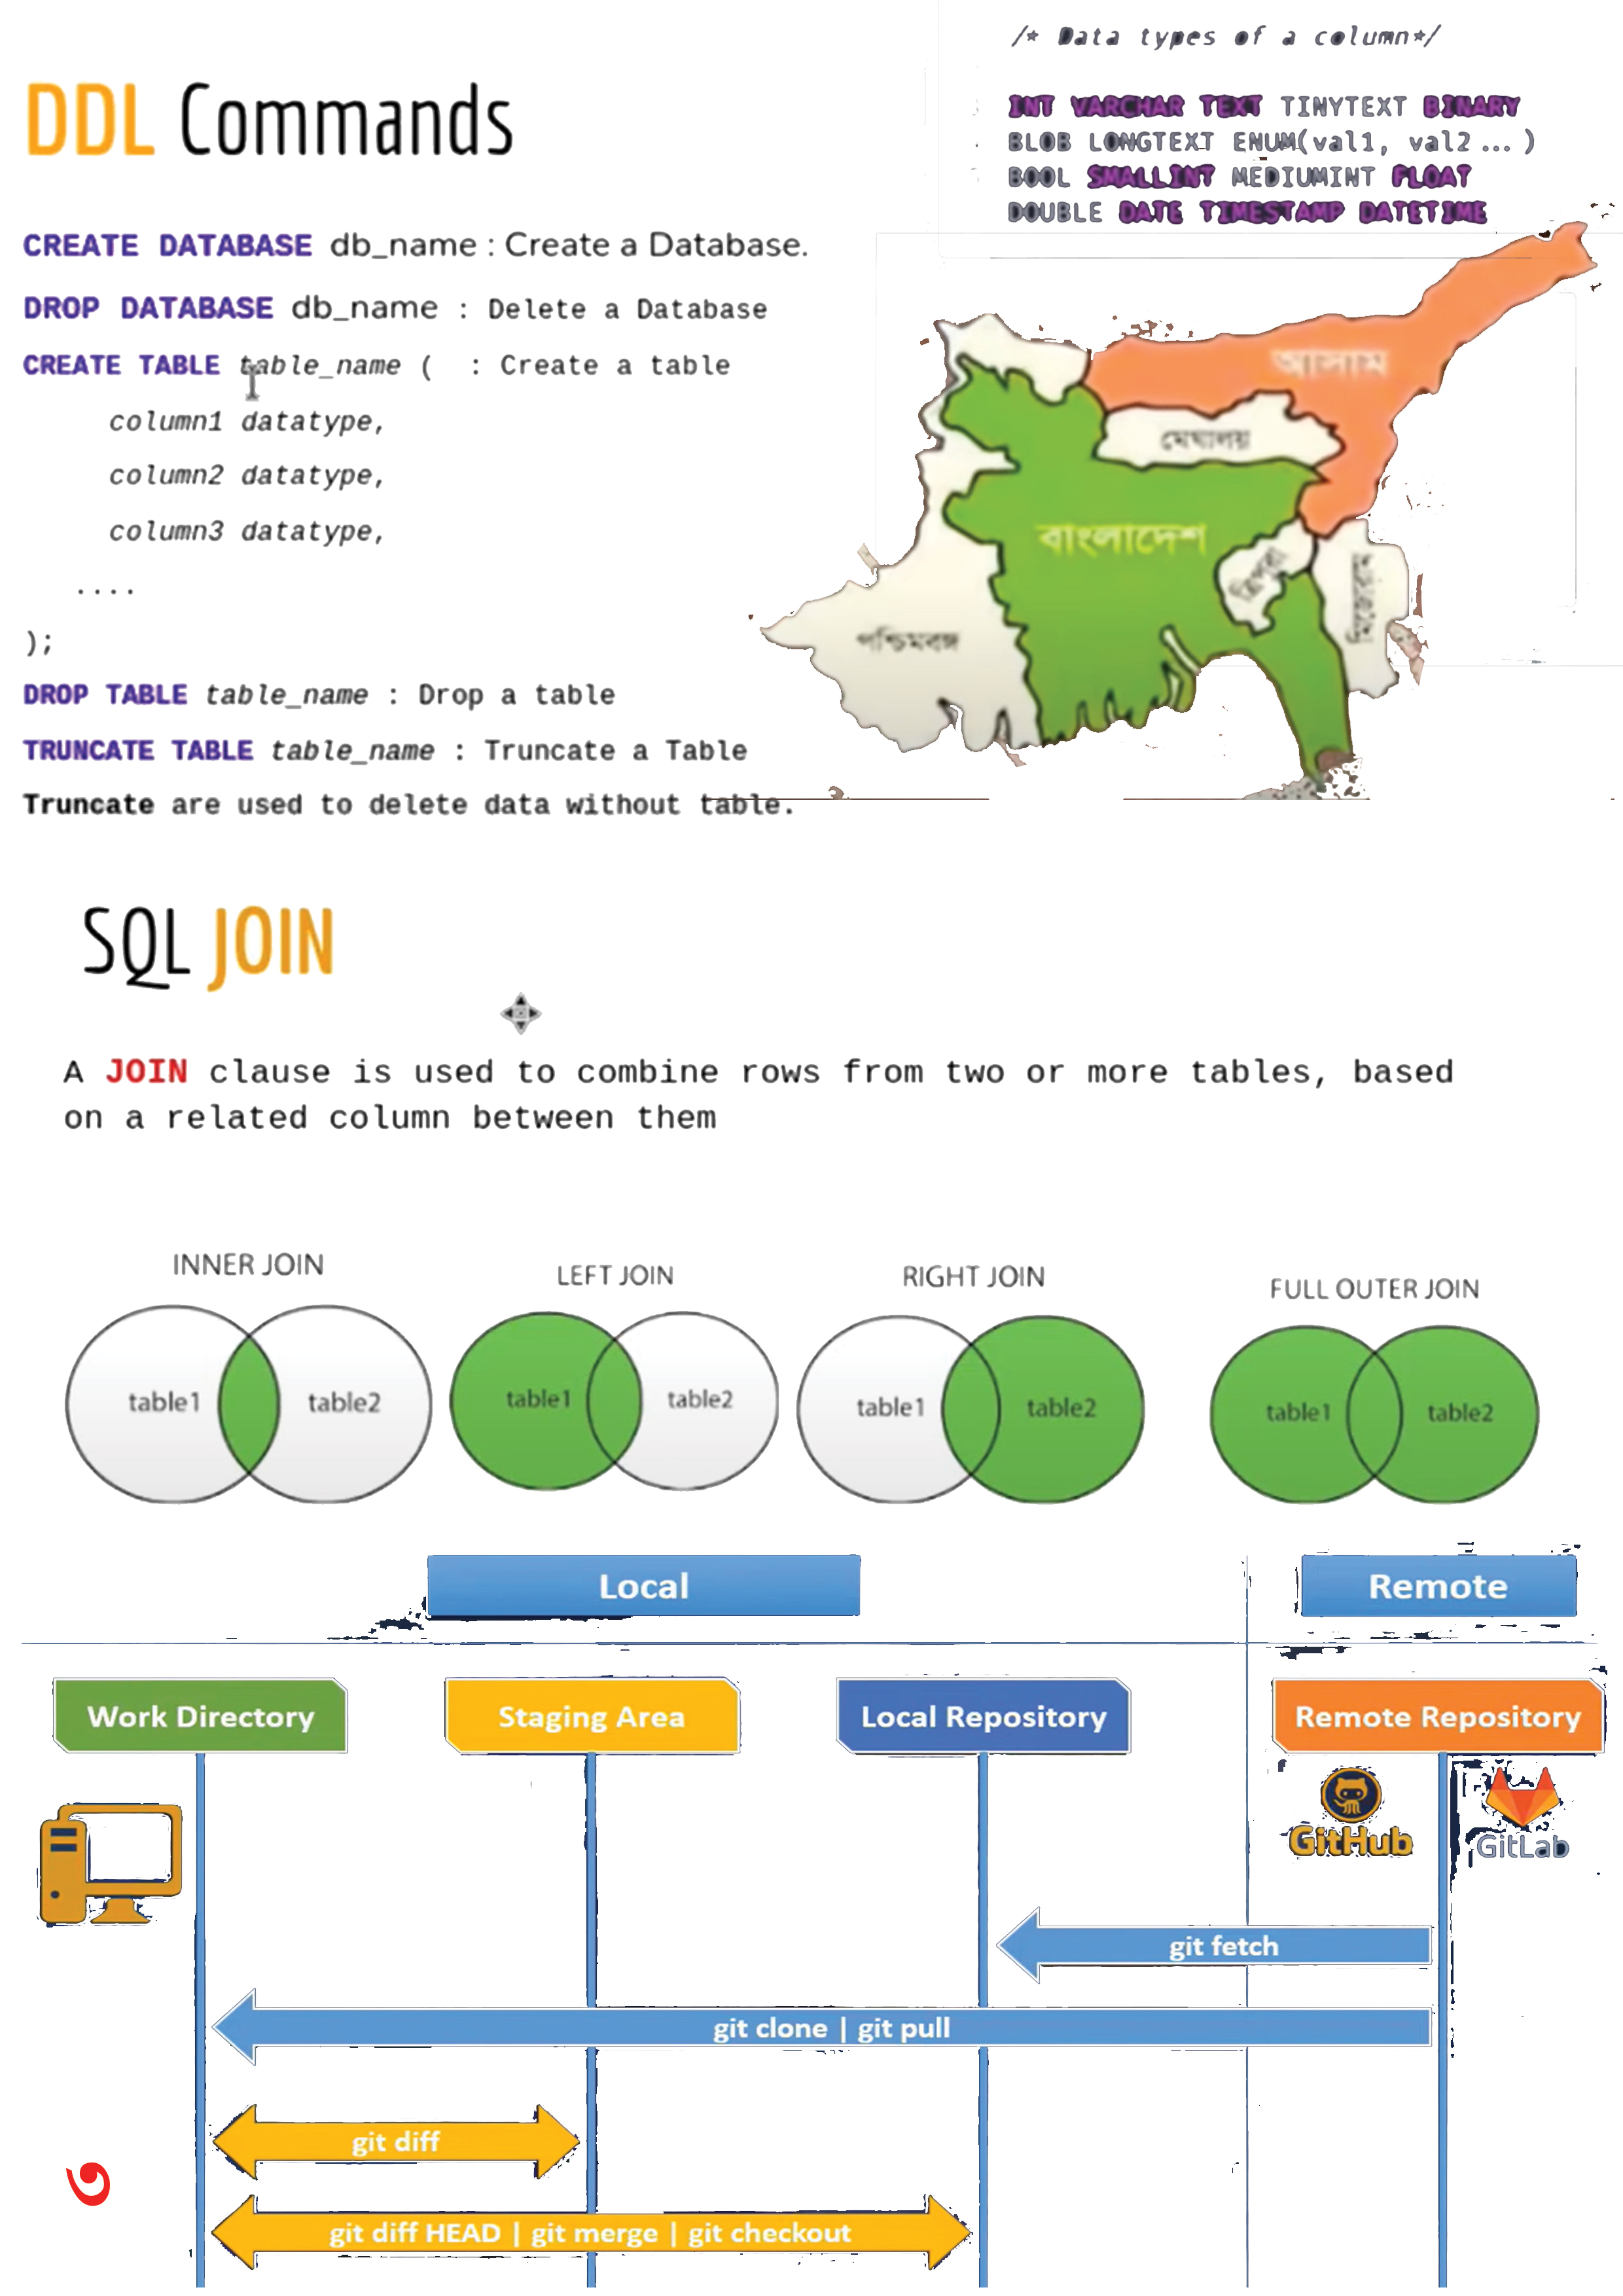 /* Data types of a column*/
DDL Commands
INT VARCHAR TEXT TINYTEXT BINARY
BLOB LONGTEXT ENUM(val1, val2 ... )
BOOL SMALLINT MEDIUMINT FLOAT
DOUBLE DATE TIMESTAMP DATETIME
CREATE DATABASE db_name : Create a Database.
DROP DATABASE db_name : Delete a Database
CREATE TABLE table_name ( : Create a table
column1 datatype,
column2 datatype,
column3 datatype,
....
);
DROP TABLE table_name : Drop a table
TRUNCATE TABLE table_name : Truncate a Table
Truncate are used to delete data without table.
আসাম
মেঘালয়
বাংলাদেশ
ত্রিপুরা
মিজোরাম
পশ্চিমবঙ্গ
SQL JOIN
A JOIN clause is used to combine rows from two or more tables, based
on a related column between them
INNER JOIN
table1 table2
LEFT JOIN
table1 table2
RIGHT JOIN
table1 table2
FULL OUTER JOIN
table1 table2
Local
Remote
Work Directory
Staging Area
Local Repository
Remote Repository
GitHub
GitLab
git fetch
git clone | git pull
git diff
৩
git diff HEAD | git merge | git checkout